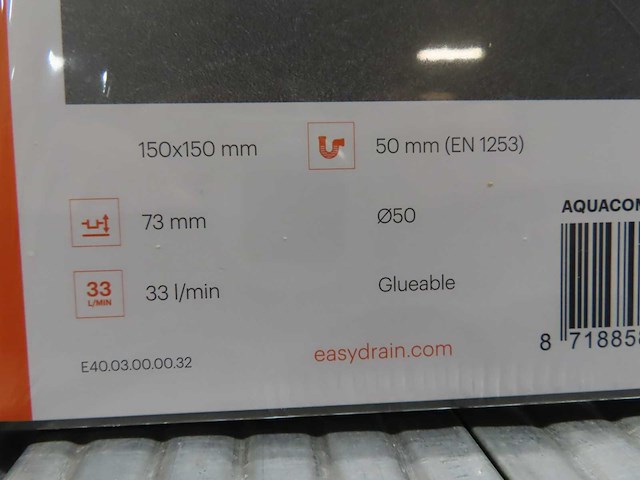 150x150 mm
50 mm (EN 1253)
73 mm
Ø50
33 L/MIN
33 l/min
Glueable
E40.03.00.00.32
easydrain.com
AQUACON
8 718858